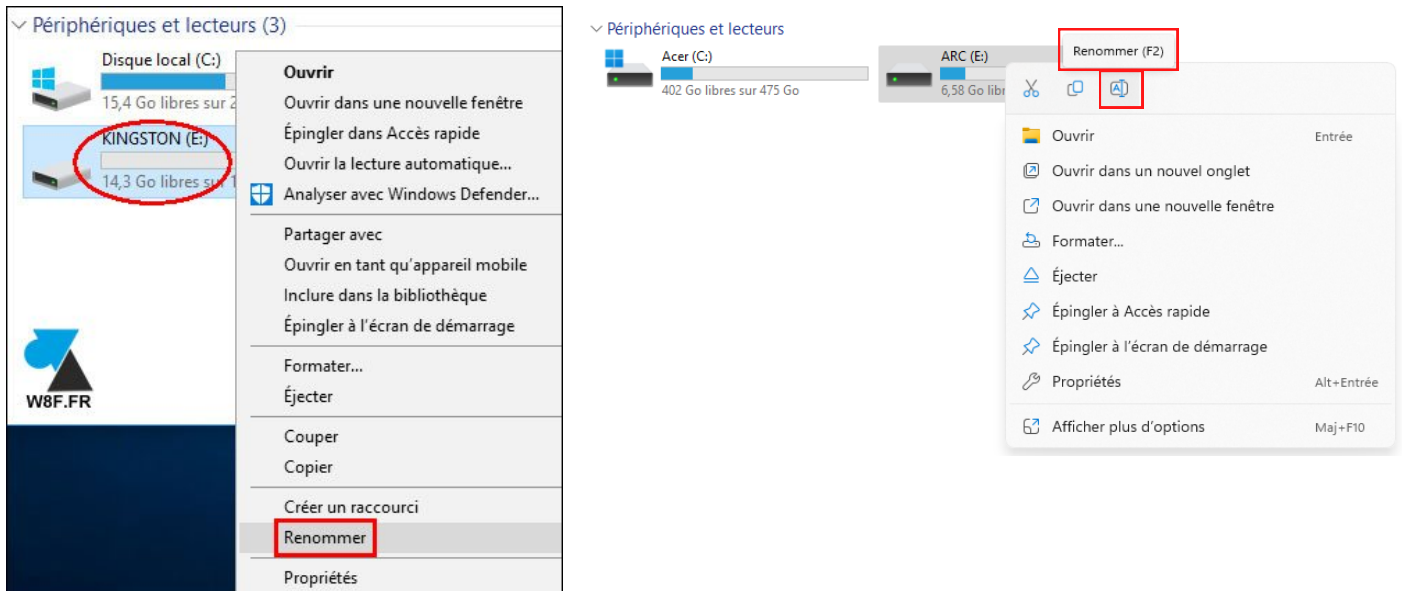 Périphériques et lecteurs (3)
Disque local (C:)
15,4 Go libres sur 2
KINGSTON (E:)
14,3 Go libres sur 1
W8F.FR
Ouvrir
Ouvrir dans une nouvelle fenêtre
Épingler dans Accès rapide
Ouvrir la lecture automatique...
Analyser avec Windows Defender...
Partager avec
Ouvrir en tant qu'appareil mobile
Inclure dans la bibliothèque
Épingler à l'écran de démarrage
Formater...
Éjecter
Couper
Copier
Créer un raccourci
Renommer
Propriétés
Périphériques et lecteurs
Acer (C:)
402 Go libres sur 475 Go
ARC (E:)
6,58 Go libr
Renommer (F2)
Ouvrir Entrée
Ouvrir dans un nouvel onglet
Ouvrir dans une nouvelle fenêtre
Formater...
Éjecter
Épingler à Accès rapide
Épingler à l'écran de démarrage
Propriétés Alt+Entrée
Afficher plus d'options Maj+F10